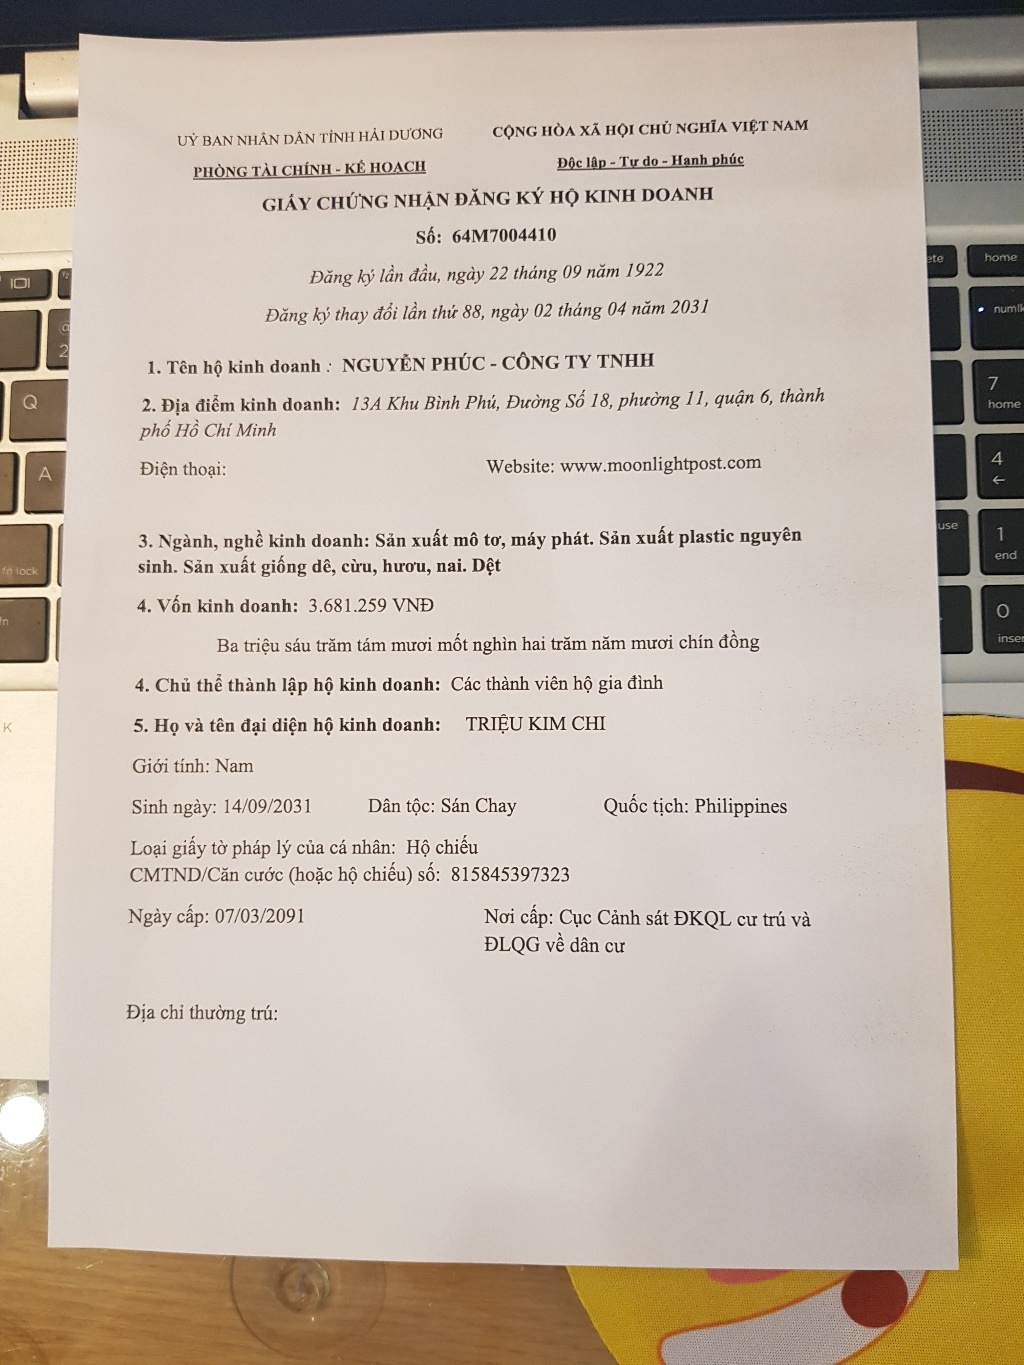 UỶ BAN NHÂN DÂN TỈNH HẢI DƯƠNG
CỘNG HÒA XÃ HỘI CHỦ NGHĨA VIỆT NAM
PHÒNG TÀI CHÍNH - KẾ HOẠCH
Độc lập - Tự do - Hạnh phúc
GIẤY CHỨNG NHẬN ĐĂNG KÝ HỘ KINH DOANH
Số: 64M7004410
Đăng ký lần đầu, ngày 22 tháng 09 năm 1922
Đăng ký thay đổi lần thứ 88, ngày 02 tháng 04 năm 2031
1. Tên hộ kinh doanh : NGUYỄN PHÚC - CÔNG TY TNHH
2. Địa điểm kinh doanh: 13A Khu Bình Phú, Đường Số 18, phường 11, quận 6, thành
phố Hồ Chí Minh
Điện thoại:
Website: www.moonlightpost.com
3. Ngành, nghề kinh doanh: Sản xuất mô tơ, máy phát. Sản xuất plastic nguyên
sinh. Sản xuất giống dê, cừu, hươu, nai. Dệt
4. Vốn kinh doanh: 3.681.259 VNĐ
Ba triệu sáu trăm tám mươi mốt nghìn hai trăm năm mươi chín đồng
4. Chủ thể thành lập hộ kinh doanh: Các thành viên hộ gia đình
5. Họ và tên đại diện hộ kinh doanh: TRIỆU KIM CHI
Giới tính: Nam
Sinh ngày: 14/09/2031 Dân tộc: Sán Chay Quốc tịch: Philippines
Loại giấy tờ pháp lý của cá nhân: Hộ chiếu
CMTND/Căn cước (hoặc hộ chiếu) số: 815845397323
Ngày cấp: 07/03/2091
Nơi cấp: Cục Cảnh sát ĐKQL cư trú và
ĐLQG về dân cư
Địa chỉ thường trú:
home
7
home
4
1
end
0
Q
A
2
K